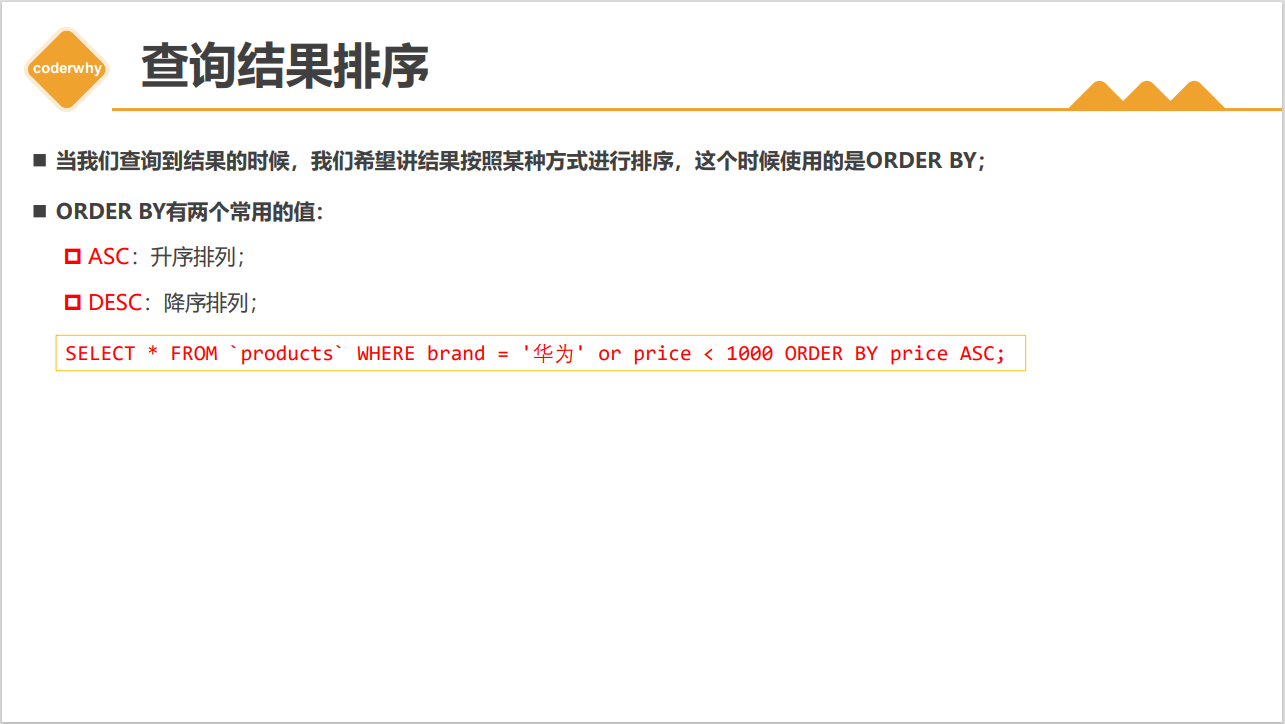 coderwhy
查询结果排序
当我们查询到结果的时候，我们希望讲结果按照某种方式进行排序，这个时候使用的是ORDER BY；
ORDER BY有两个常用的值：
ASC：升序排列；
DESC：降序排列；
SELECT * FROM `products` WHERE brand = '华为' or price < 1000 ORDER BY price ASC;